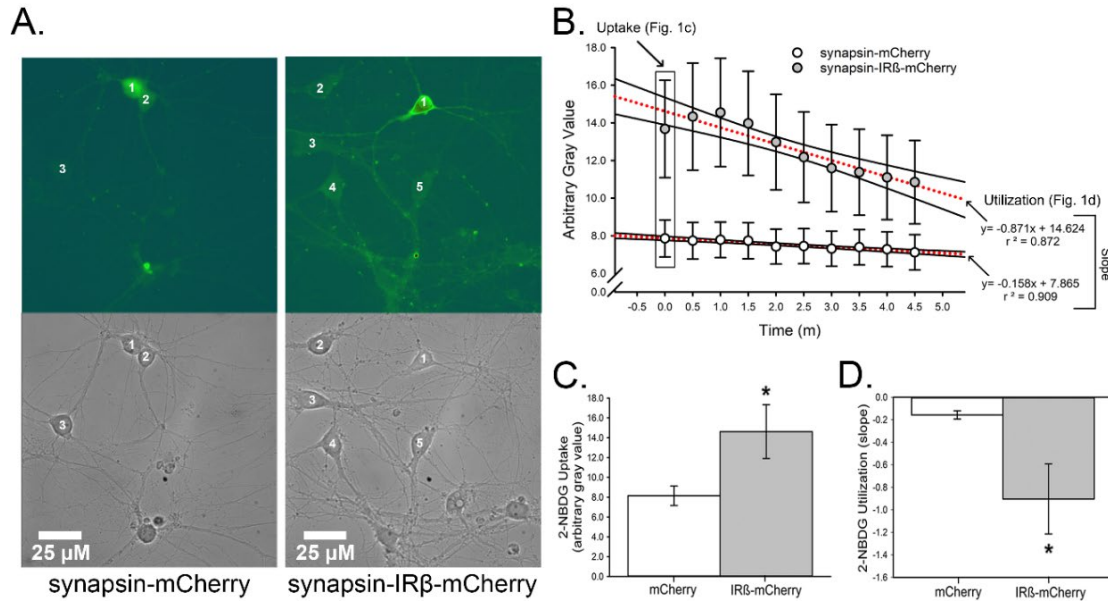 A.
1
2
3
2
1
3
4
5
1
2
3
25 µM
2
1
3
4
5
25 µM
synapsin-mCherry
synapsin-IRβ-mCherry
B.
Uptake (Fig. 1c)
synapsin-mCherry
synapsin-IRß-mCherry
Arbitrary Gray Value
18.0
16.0
14.0
12.0
10.0
8.0
6.0
0.0
-0.5 0.0 0.5 1.0 1.5 2.0 2.5 3.0 3.5 4.0 4.5 5.0
Time (m)
Utilization (Fig. 1d)
y= -0.871x + 14.624
r ² = 0.872
y= -0.158x + 7.865
r ² = 0.909
Slope
C.
2-NBDG Uptake
(arbitrary gray value)
18.0
16.0
14.0
12.0
10.0
8.0
6.0
4.0
2.0
0.0
*
mCherry IRß-mCherry
D.
2-NBDG Utilization (slope)
0.0
-0.2
-0.4
-0.6
-0.8
-1.0
-1.2
-1.4
-1.6
*
mCherry IRß-mCherry